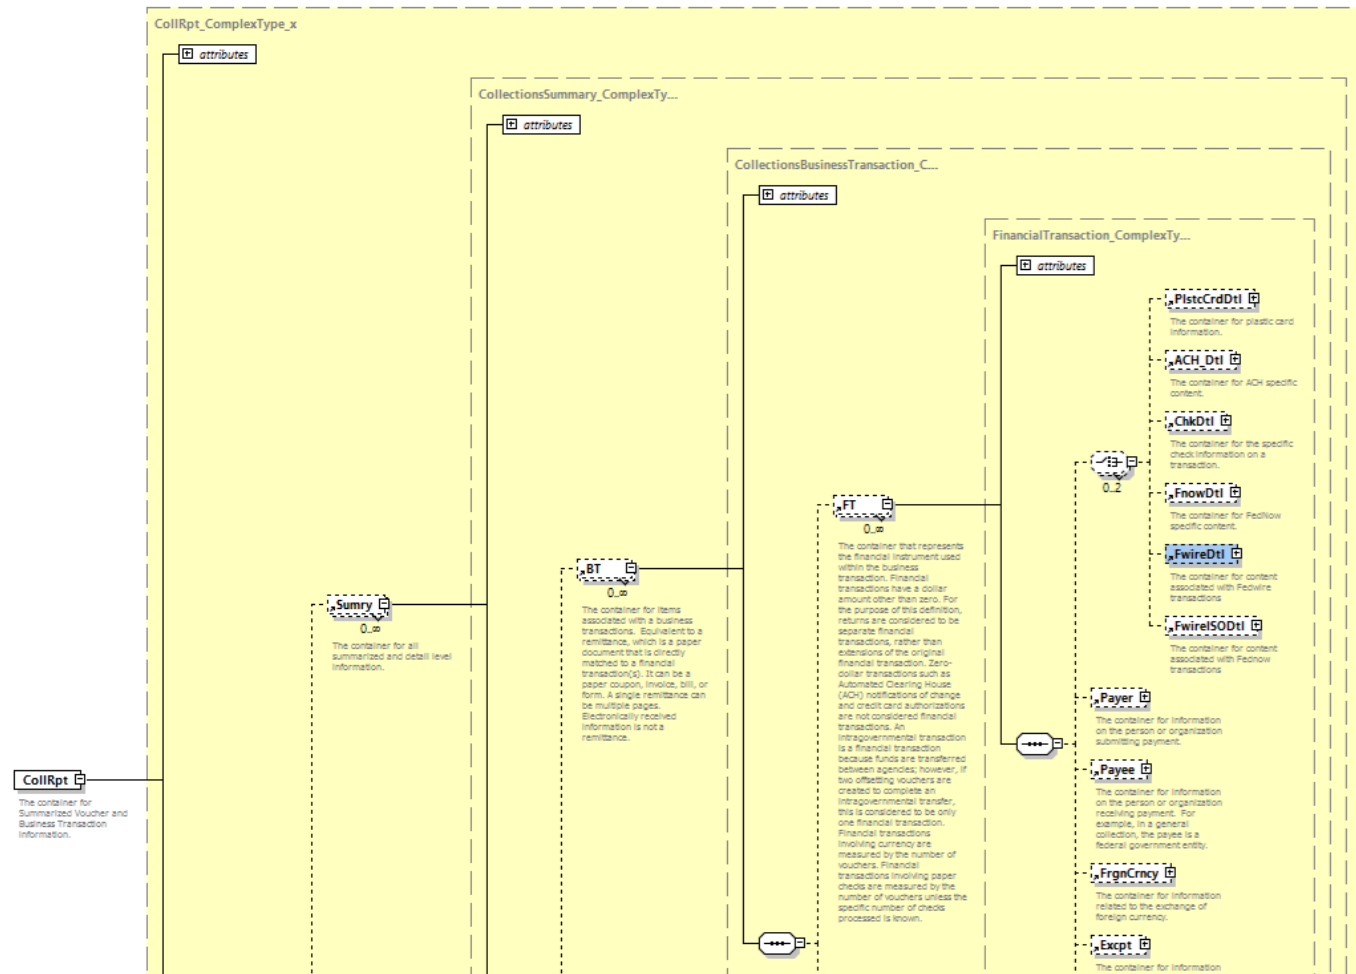 CollRpt_ComplexType_x
attributes
CollectionsSummary_ComplexTy...
attributes
CollectionsBusinessTransaction_C...
attributes
FinancialTransaction_ComplexTy...
attributes
PlstcCrdDtl
The container for plastic card
information.
ACH_Dtl
The container for ACH specific
content.
ChkDtl
The container for the specific
check information on a
transaction.
0..2
FnowDtl
The container for FedNow
specific content.
FwireDtl
The container for content
associated with Fedwire
transactions
FwireISODtl
The container for content
associated with Fednow
transactions
FT
0..∞
The container that represents
the financial instrument used
within the business
transaction. Financial
transactions have a dollar
amount other than zero. For
the purpose of this definition,
returns are considered to be
separate financial
transactions, rather than
extensions of the original
financial transaction. Zero-
dollar transactions such as
Automated Clearing House
(ACH) notifications of change
and credit card authorizations
are not considered financial
transactions. An
intragovernmental transaction
is a financial transaction
because funds are transferred
between agencies; however, if
two offsetting vouchers are
created to complete an
intragovernmental transfer,
this is considered to be only
one financial transaction.
Financial transactions
involving currency are
measured by the number of
vouchers. Financial
transactions involving paper
checks are measured by the
number of vouchers unless the
specific number of checks
processed is known.
BT
0..∞
The container for items
associated with a business
transactions. Equivalent to a
remittance, which is a paper
document that is directly
matched to a financial
transaction(s). It can be a
paper coupon, invoice, bill, or
form. A single remittance can
be multiple pages.
Electronically received
information is not a
remittance.
Sumry
0..∞
The container for all
summarized and detail level
information.
Payer
The container for information
on the person or organization
submitting payment.
Payee
The container for information
on the person or organization
receiving payment. For
example, in a general
collection, the payee is a
federal government entity.
CollRpt
The container for
Summarized Voucher and
Business Transaction
Information.
FrgnCrncy
The container for information
related to the exchange of
foreign currency.
Excpt
The container for information